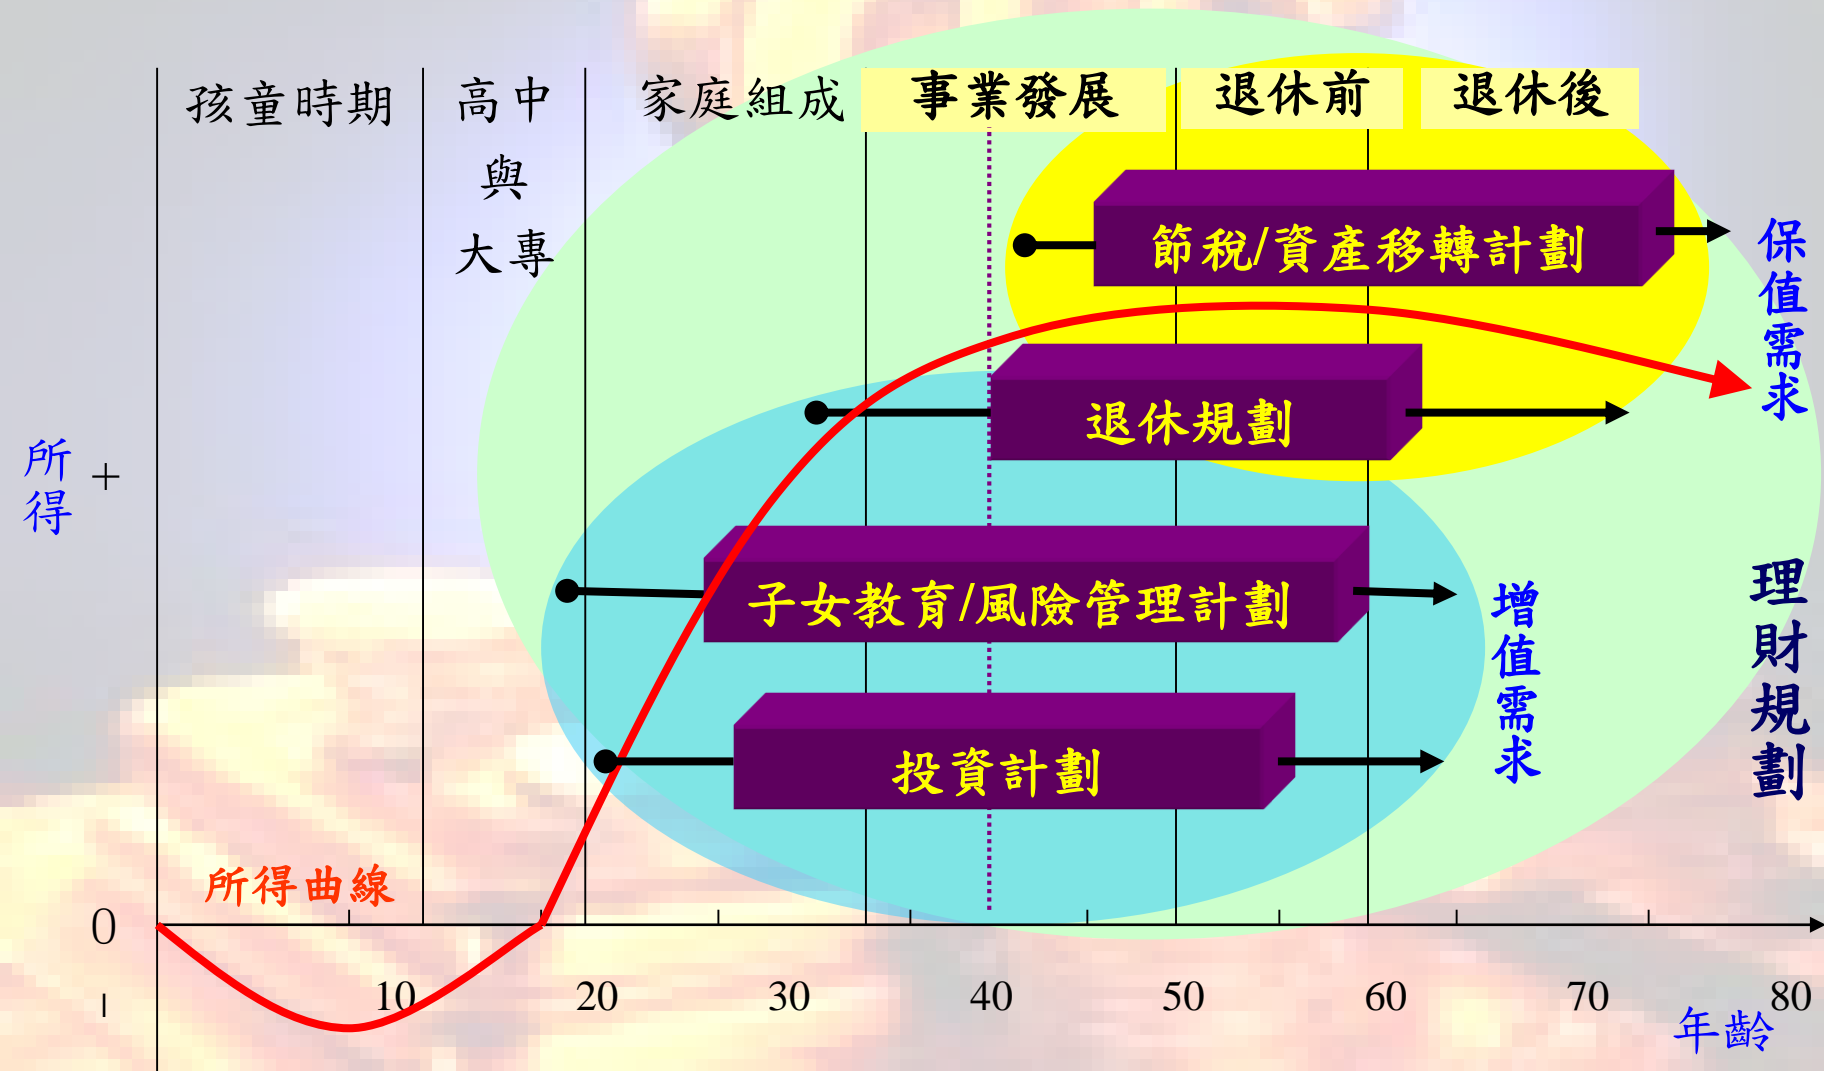 孩童時期
高中
與
大專
家庭組成
事業發展
退休前
退休後
節稅/資產移轉計劃
保值需求
退休規劃
所得
+
子女教育/風險管理計劃
增值需求
理財規劃
投資計劃
所得曲線
0
-
10 20 30 40 50 60 70 80
年齡